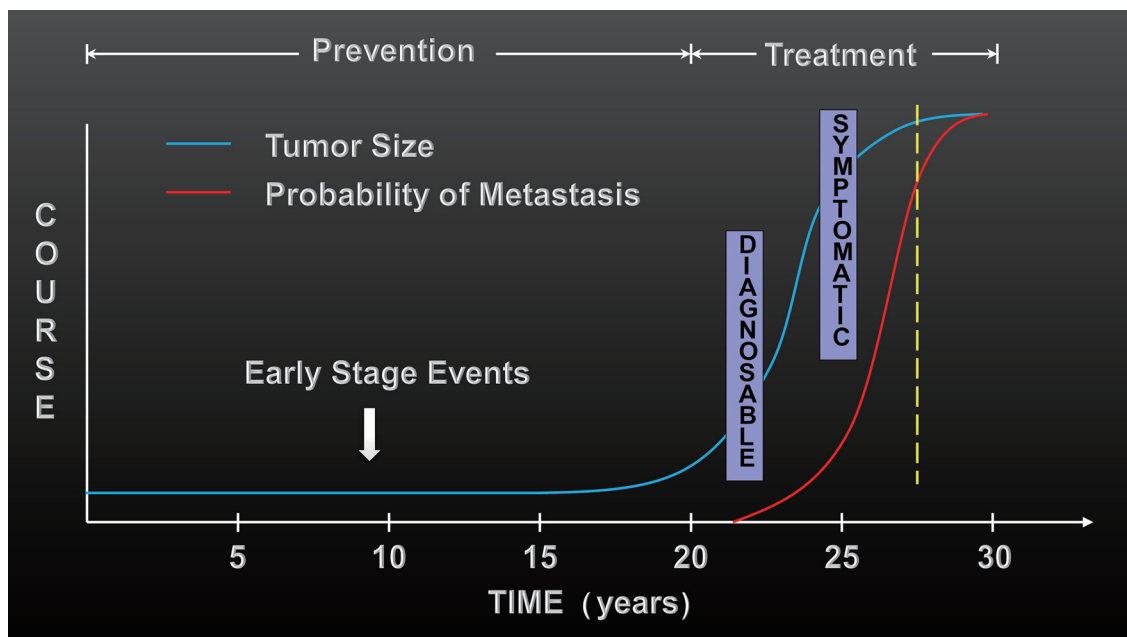 Prevention
Treatment
Tumor Size
Probability of Metastasis
COURSE
Early Stage Events
DIAGNOSABLE
SYMPTOMATIC
5 10 15 20 25 30
TIME (years)